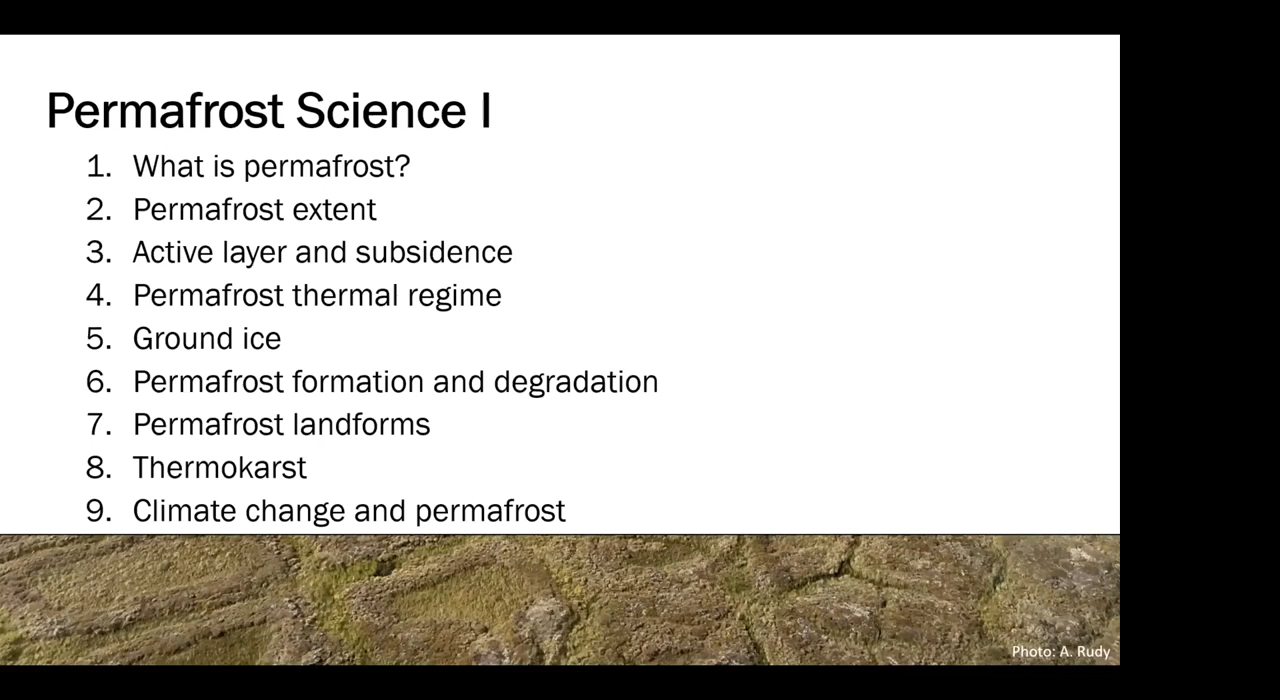 Permafrost Science I
1. What is permafrost?
2. Permafrost extent
3. Active layer and subsidence
4. Permafrost thermal regime
5. Ground ice
6. Permafrost formation and degradation
7. Permafrost landforms
8. Thermokarst
9. Climate change and permafrost
Photo: A. Rudy